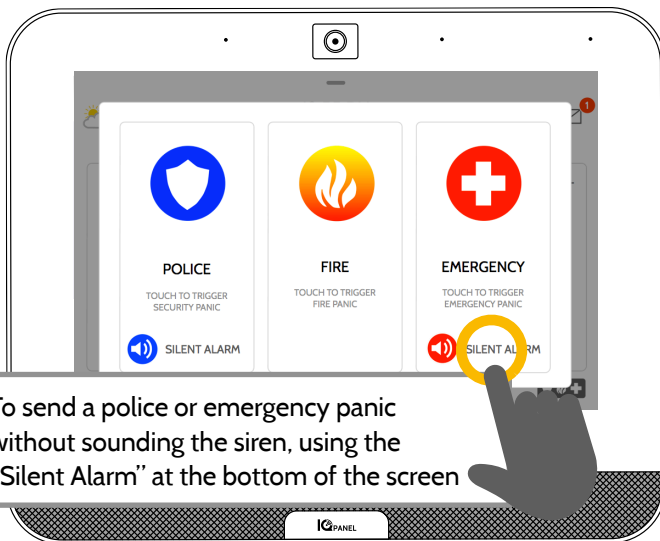 1
POLICE
TOUCH TO TRIGGER
SECURITY PANIC
SILENT ALARM
FIRE
TOUCH TO TRIGGER
FIRE PANIC
EMERGENCY
TOUCH TO TRIGGER
EMERGENCY PANIC
SILENT ALARM
To send a police or emergency panic
without sounding the siren, using the
Silent Alarm” at the bottom of the screen
IQ PANEL